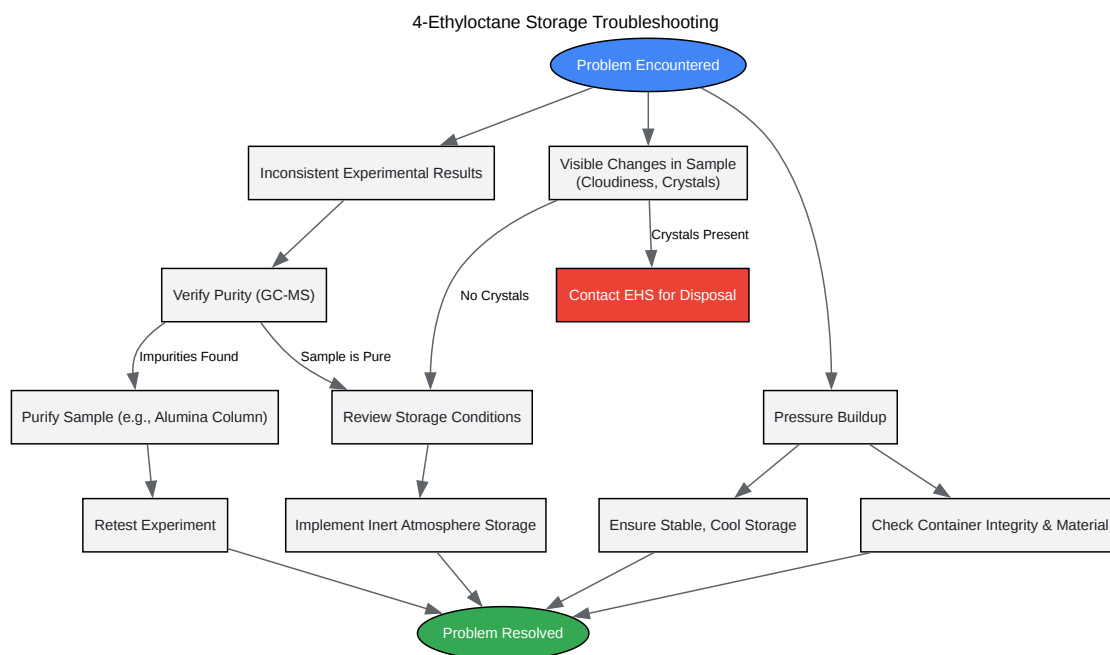 4-Ethyloctane Storage Troubleshooting
Problem Encountered
Inconsistent Experimental Results
Visible Changes in Sample
(Cloudiness, Crystals)
Crystals Present
Verify Purity (GC-MS)
No Crystals
Contact EHS for Disposal
Impurities Found
Sample is Pure
Purify Sample (e.g., Alumina Column)
Review Storage Conditions
Pressure Buildup
Retest Experiment
Implement Inert Atmosphere Storage
Ensure Stable, Cool Storage
Check Container Integrity & Material
Problem Resolved